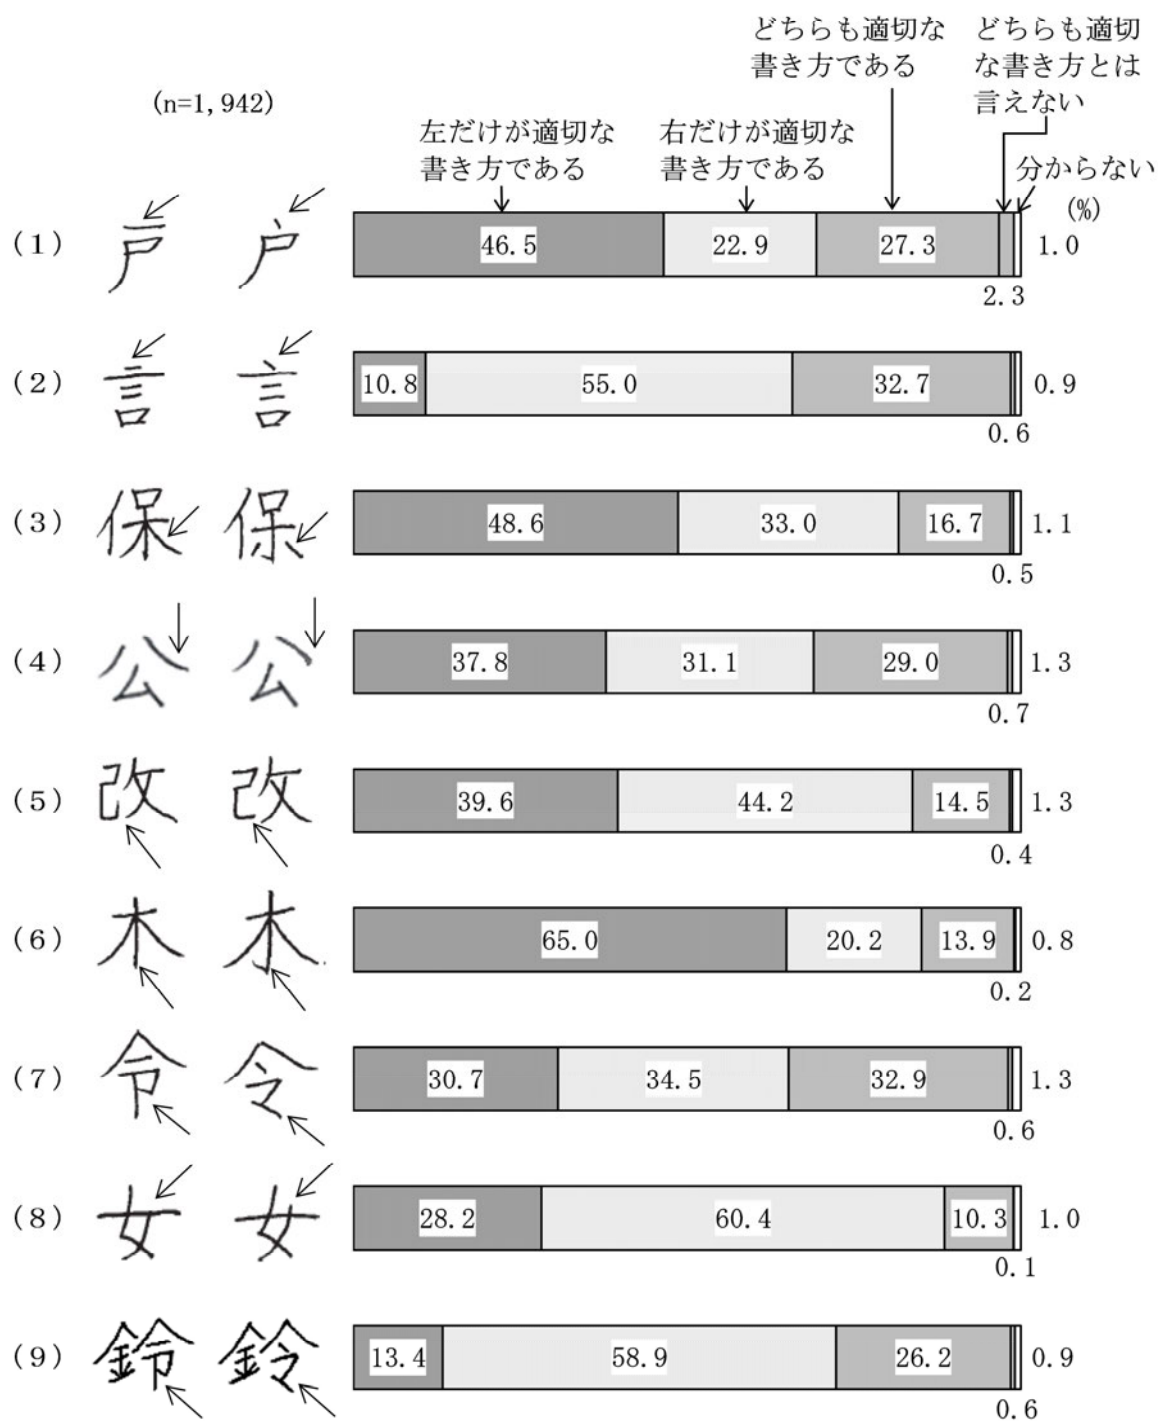 どちらも適切な
書き方である
どちらも適切
な書き方とは
言えない
(n=1,942)
左だけが適切な
書き方である
右だけが適切な
書き方である
分からない
(%)
(1) 戸 戸 46.5 22.9 27.3 1.0
2.3
(2) 言 言 10.8 55.0 32.7 0.9
0.6
(3) 保 保 48.6 33.0 16.7 1.1
0.5
(4) 公 公 37.8 31.1 29.0 1.3
0.7
(5) 改 改 39.6 44.2 14.5 1.3
0.4
(6) 木 木 65.0 20.2 13.9 0.8
0.2
(7) 令 令 30.7 34.5 32.9 1.3
0.6
(8) 女 女 28.2 60.4 10.3 1.0
0.1
(9) 鈴 鈴 13.4 58.9 26.2 0.9
0.6